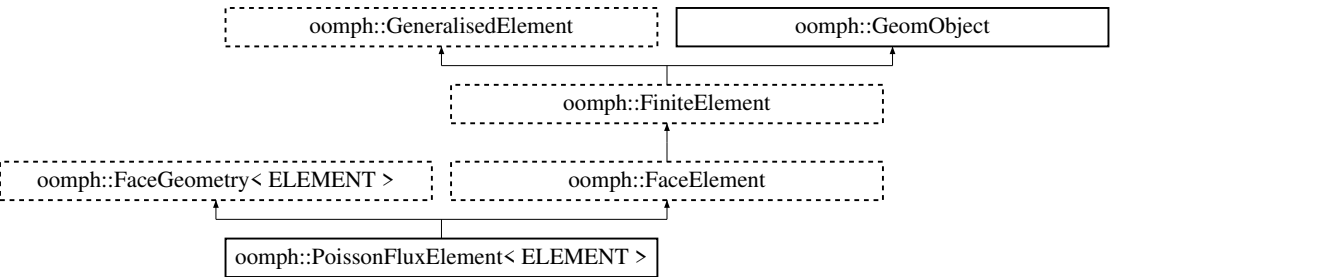 oomph::GeneralisedElement
oomph::GeomObject
oomph::FiniteElement
oomph::FaceGeometry< ELEMENT >
oomph::FaceElement
oomph::PoissonFluxElement< ELEMENT >